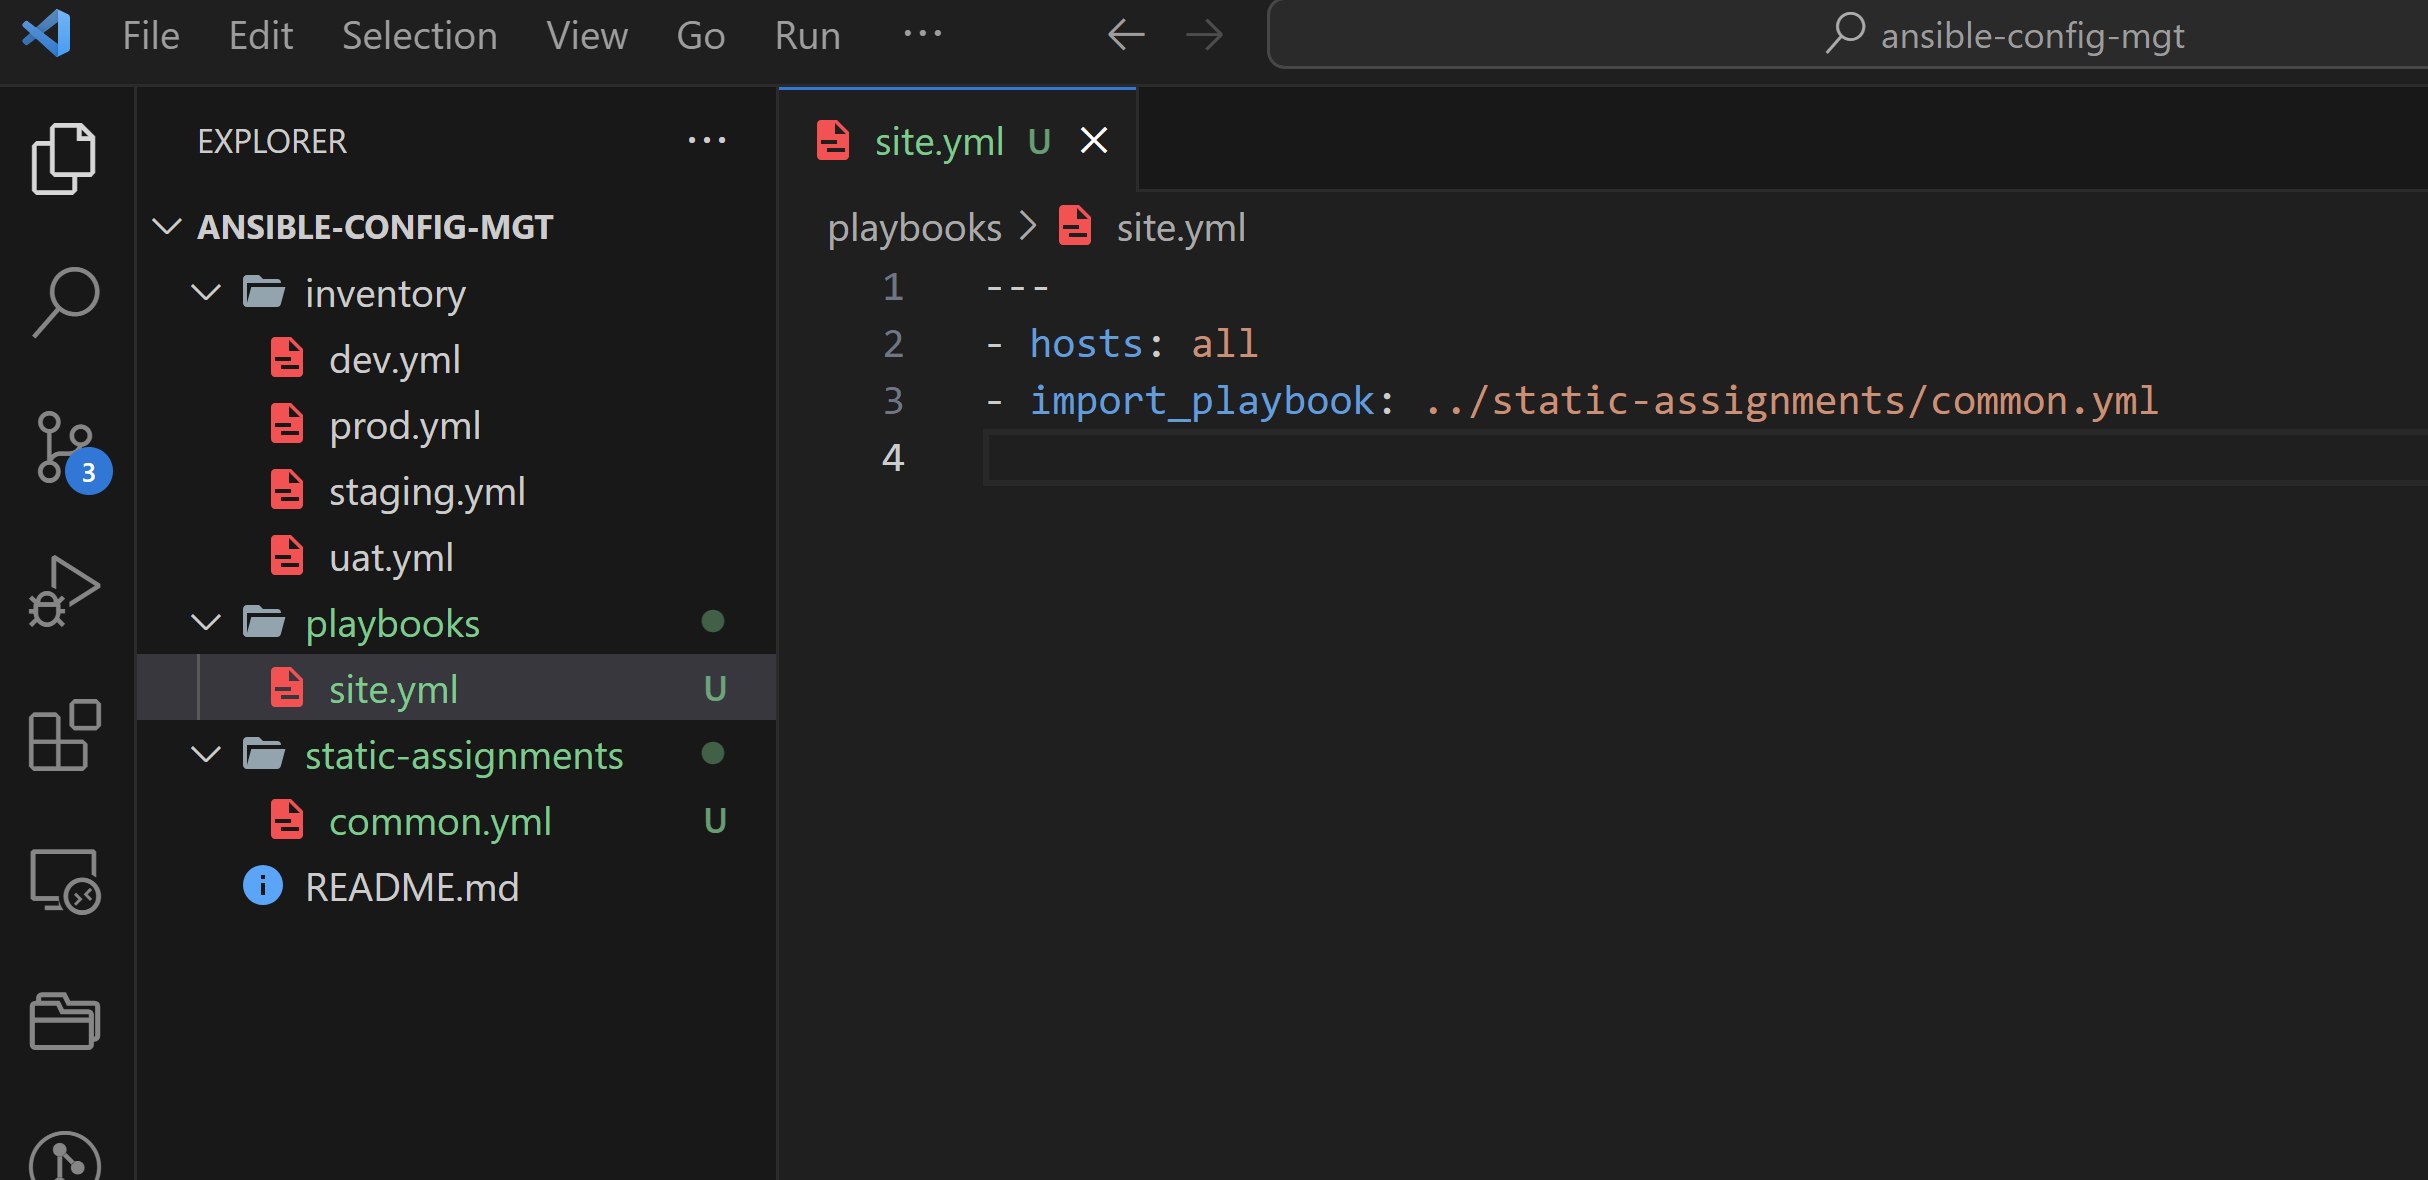 File Edit Selection View Go Run ··· ansible-config-mgt
EXPLORER ···
ANSIBLE-CONFIG-MGT
inventory
dev.yml
prod.yml
staging.yml
uat.yml
playbooks
site.yml U
static-assignments
common.yml U
README.md
3
site.yml U
playbooks > site.yml
1 ---
2 - hosts: all
3 - import_playbook: ../static-assignments/common.yml
4